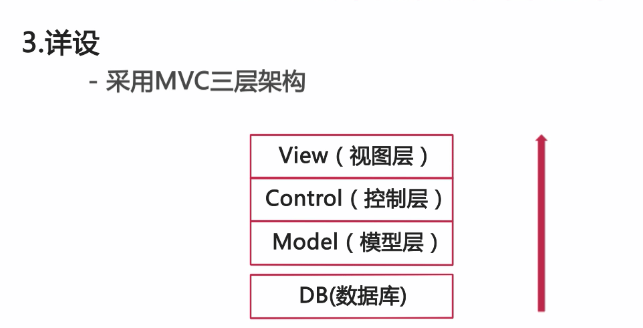 3.详设
- 采用MVC三层架构
View（视图层）
Control（控制层）
Model（模型层）
DB(数据库)